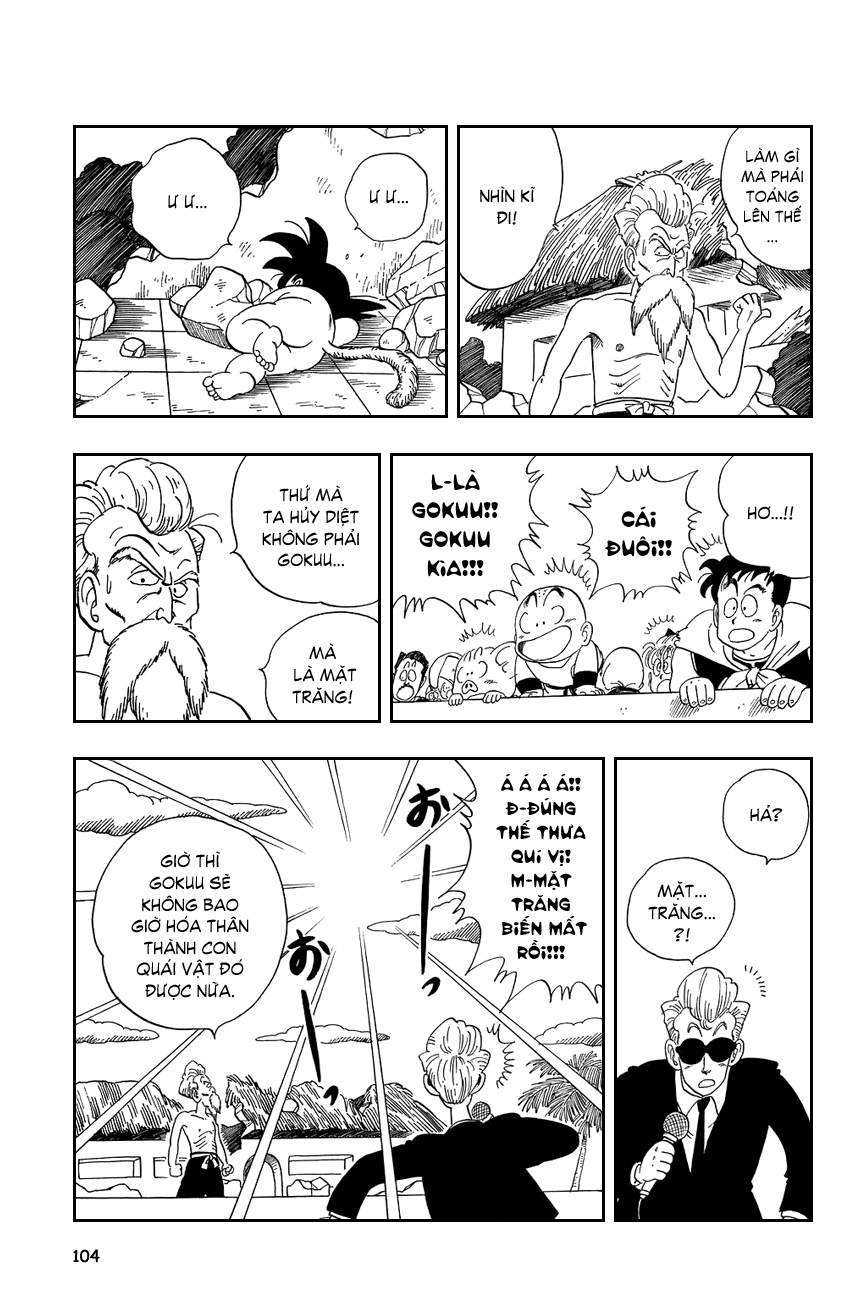 LÀM GÌ
MÀ PHẢI
TOÁNG
LÊN THẾ
...
NHÌN KĨ
ĐI!
Ư Ư...
Ư Ư...
HƠ...!!
CÁI
ĐUÔI!!
L-LÀ
GOKUU!!
GOKUU
KÌA!!!
THỨ MÀ
TA HỦY DIỆT
KHÔNG PHẢI
GOKUU...
MÀ
LÀ MẶT
TRĂNG!
HẢ?
MẶT...
TRĂNG...
?!
Á Á Á Á!!
Đ-ĐÚNG
THẾ THƯA
QUÍ VỊ!
M-MẶT
TRĂNG
BIẾN MẤT
RỒI!!!
おーっ
おーっ
GIỜ THÌ
GOKUU SẼ
KHÔNG BAO
GIỜ HÓA THÂN
THÀNH CON
QUÁI VẬT ĐÓ
ĐƯỢC NỮA.
104